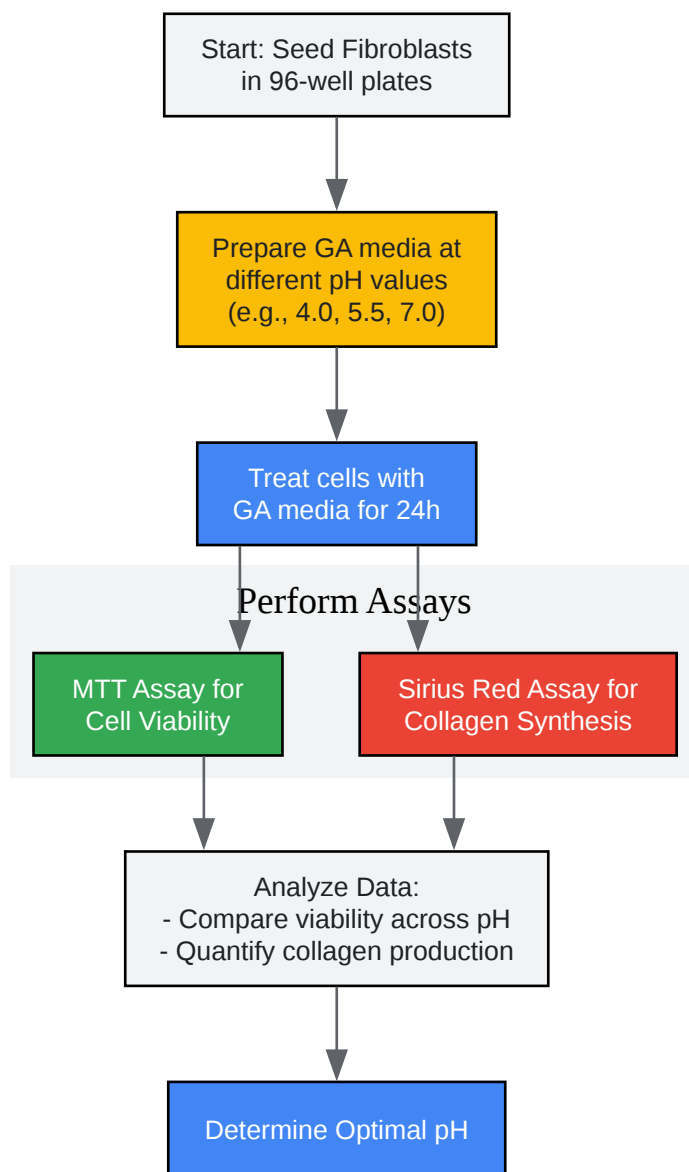 Start: Seed Fibroblasts
in 96-well plates
Prepare GA media at
different pH values
(e.g., 4.0, 5.5, 7.0)
Treat cells with
GA media for 24h
Perform Assays
MTT Assay for
Cell Viability
Sirius Red Assay for
Collagen Synthesis
Analyze Data:
- Compare viability across pH
- Quantify collagen production
Determine Optimal pH